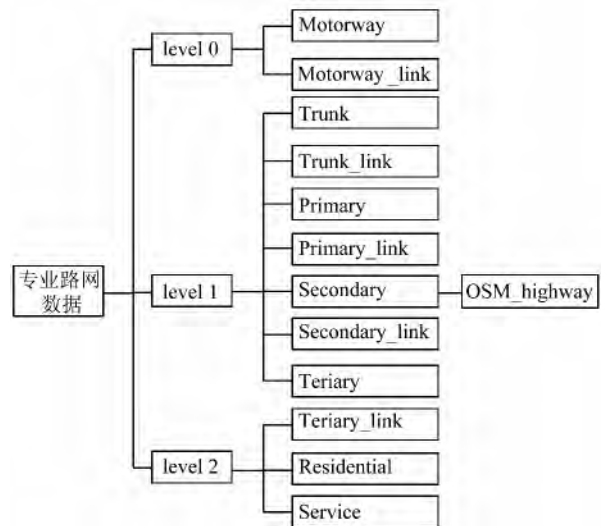 Motorway
level 0
Motorway_link
Trunk
Trunk_link
Primary
Primary_link
专业路网
数据
level 1
Secondary
OSM_highway
Secondary_link
Teriary
Teriary_link
level 2
Residential
Service